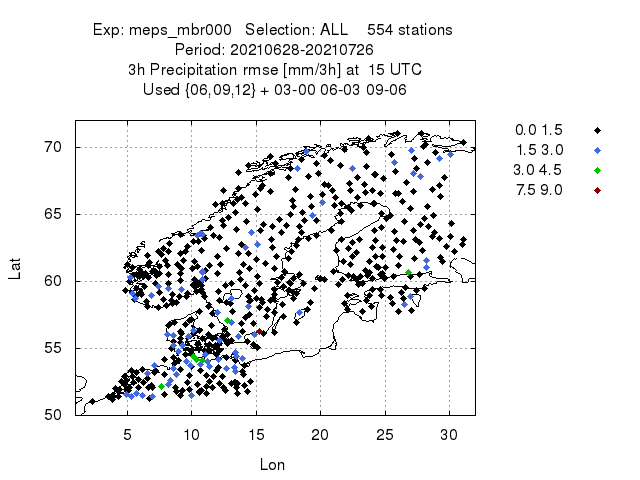 Exp: meps_mbr000 Selection: ALL 554 stations
Period: 20210628-20210726
3h Precipitation rmse [mm/3h] at 15 UTC
Used {06,09,12} + 03-00 06-03 09-06
0.0 1.5
1.5 3.0
3.0 4.5
7.5 9.0
70
65
60
55
50
Lat
5 10 15 20 25 30
Lon